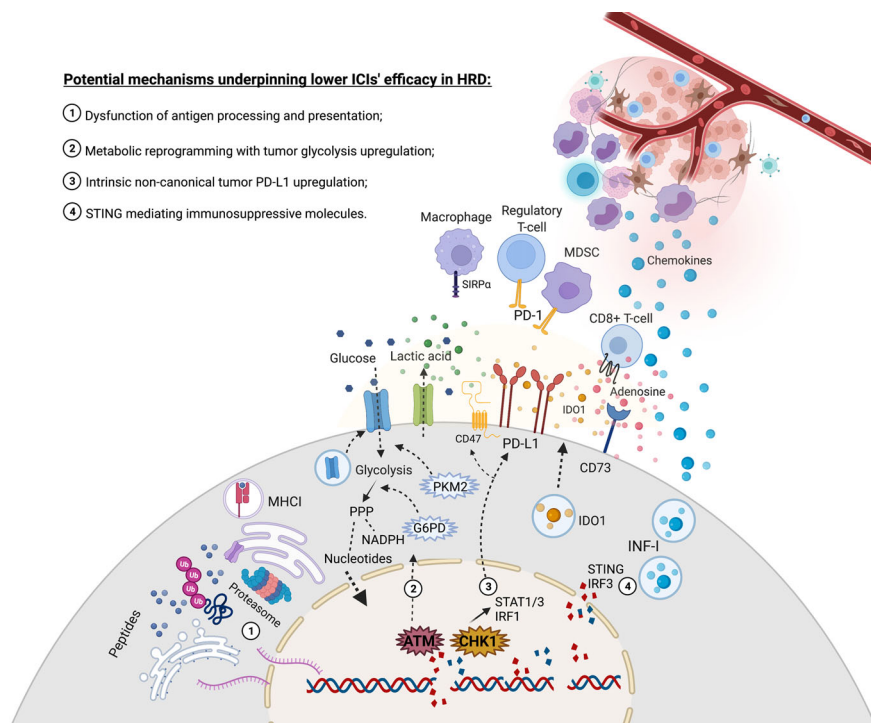 Potential mechanisms underpinning lower ICIs' efficacy in HRD:
1 Dysfunction of antigen processing and presentation;
2 Metabolic reprogramming with tumor glycolysis upregulation;
3 Intrinsic non-canonical tumor PD-L1 upregulation;
4 STING mediating immunosuppressive molecules.
Macrophage
Regulatory
T-cell
MDSC
SIRPα
PD-1
Chemokines
CD8+ T-cell
Glucose
Lactic acid
Adenosine
IDO1
CD47
PD-L1
CD73
Glycolysis
PKM2
MHCI
PPP
G6PD
NADPH
IDO1
INF-I
Nucleotides
Ub
Ub
Ub
Ub
Proteasome
Peptides
1
2
3
STING
IRF3
4
STAT1/3
IRF1
ATM
CHK1